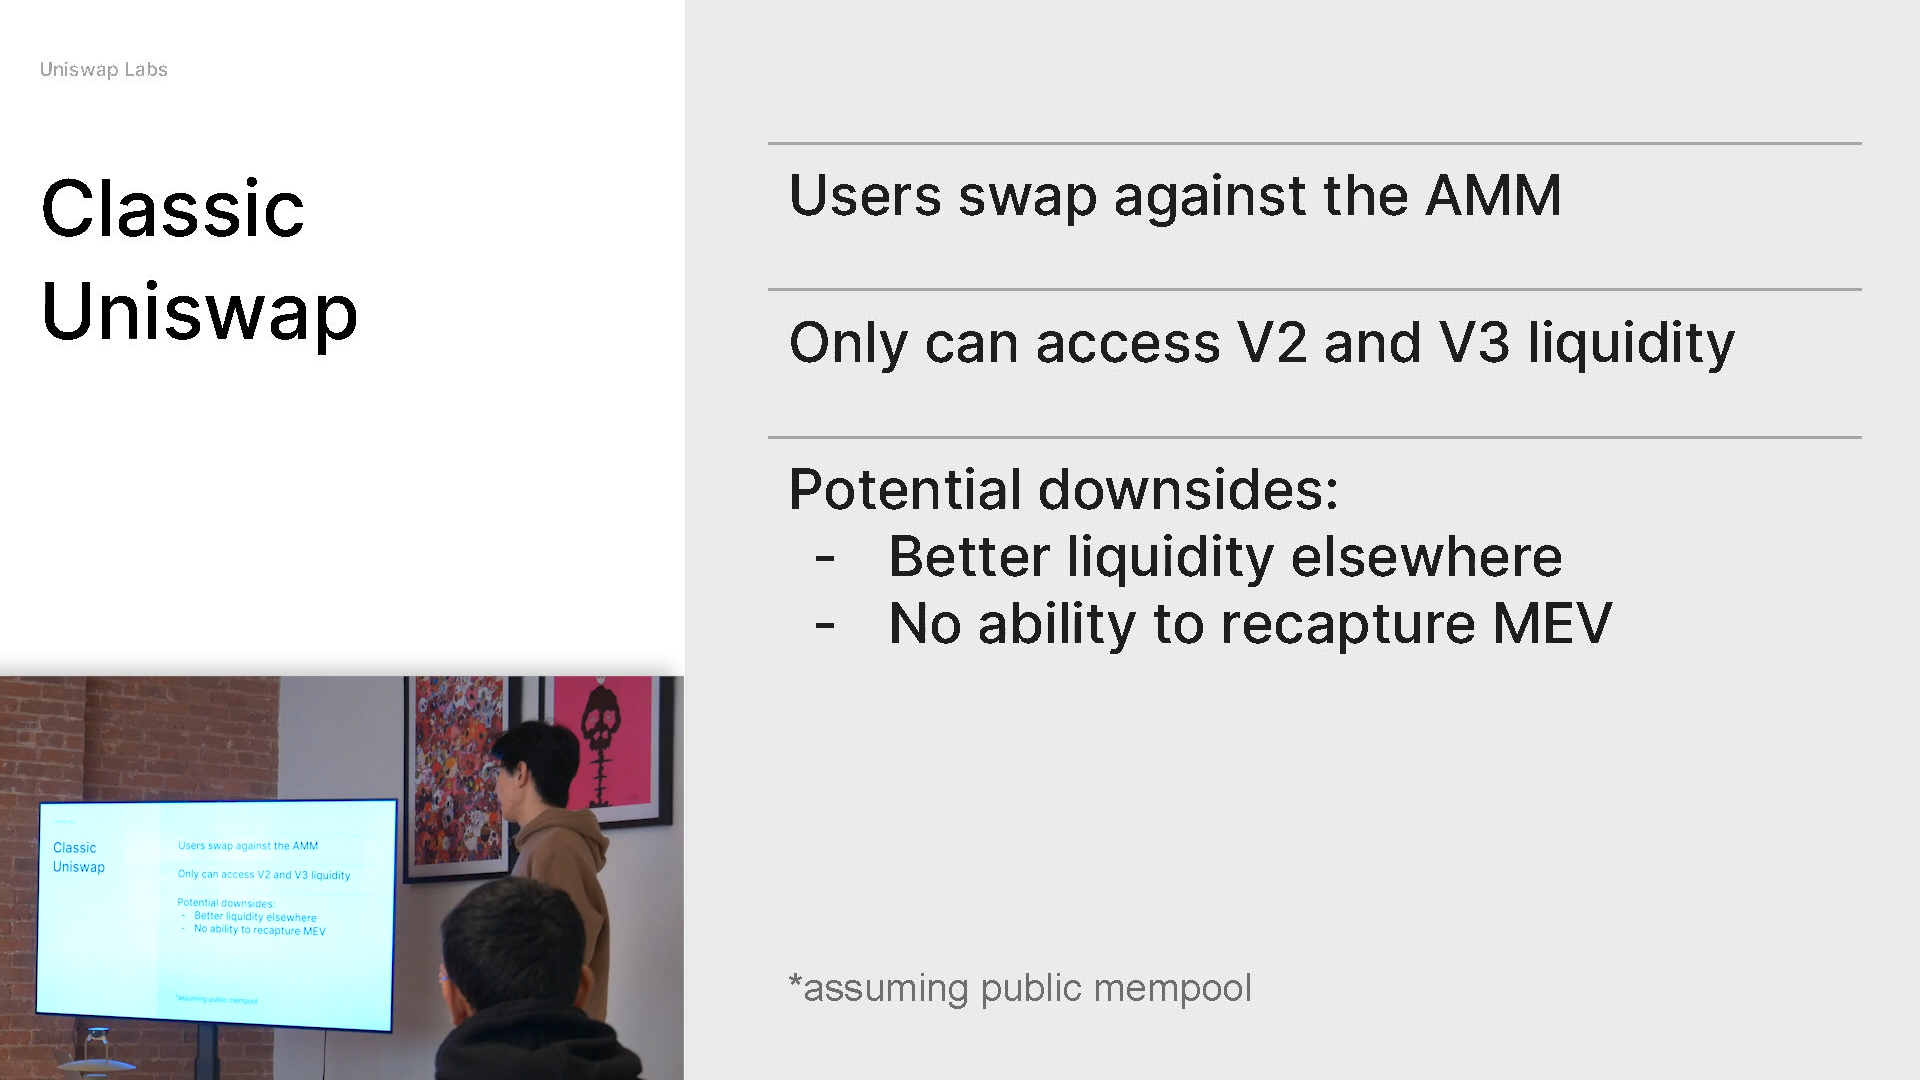 Uniswap Labs
Classic
Uniswap
Users swap against the AMM
Only can access V2 and V3 liquidity
Potential downsides:
- Better liquidity elsewhere
- No ability to recapture MEV
*assuming public mempool
Classic
Uniswap
Users swap against the AMM
Only can access V2 and V3 liquidity
Potential downsides:
- Better liquidity elsewhere
- No ability to recapture MEV
*assuming public mempool